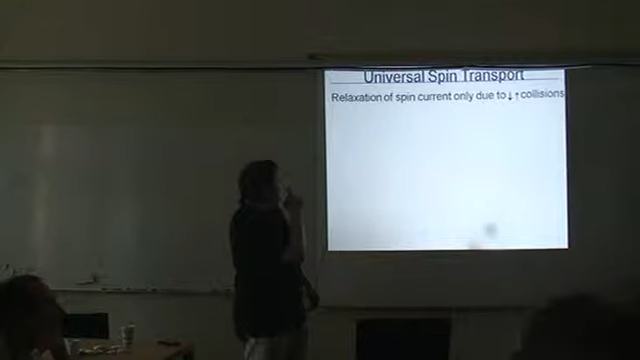 Universal Spin Transport
Relaxation of spin current only due to ↓↑ collisions